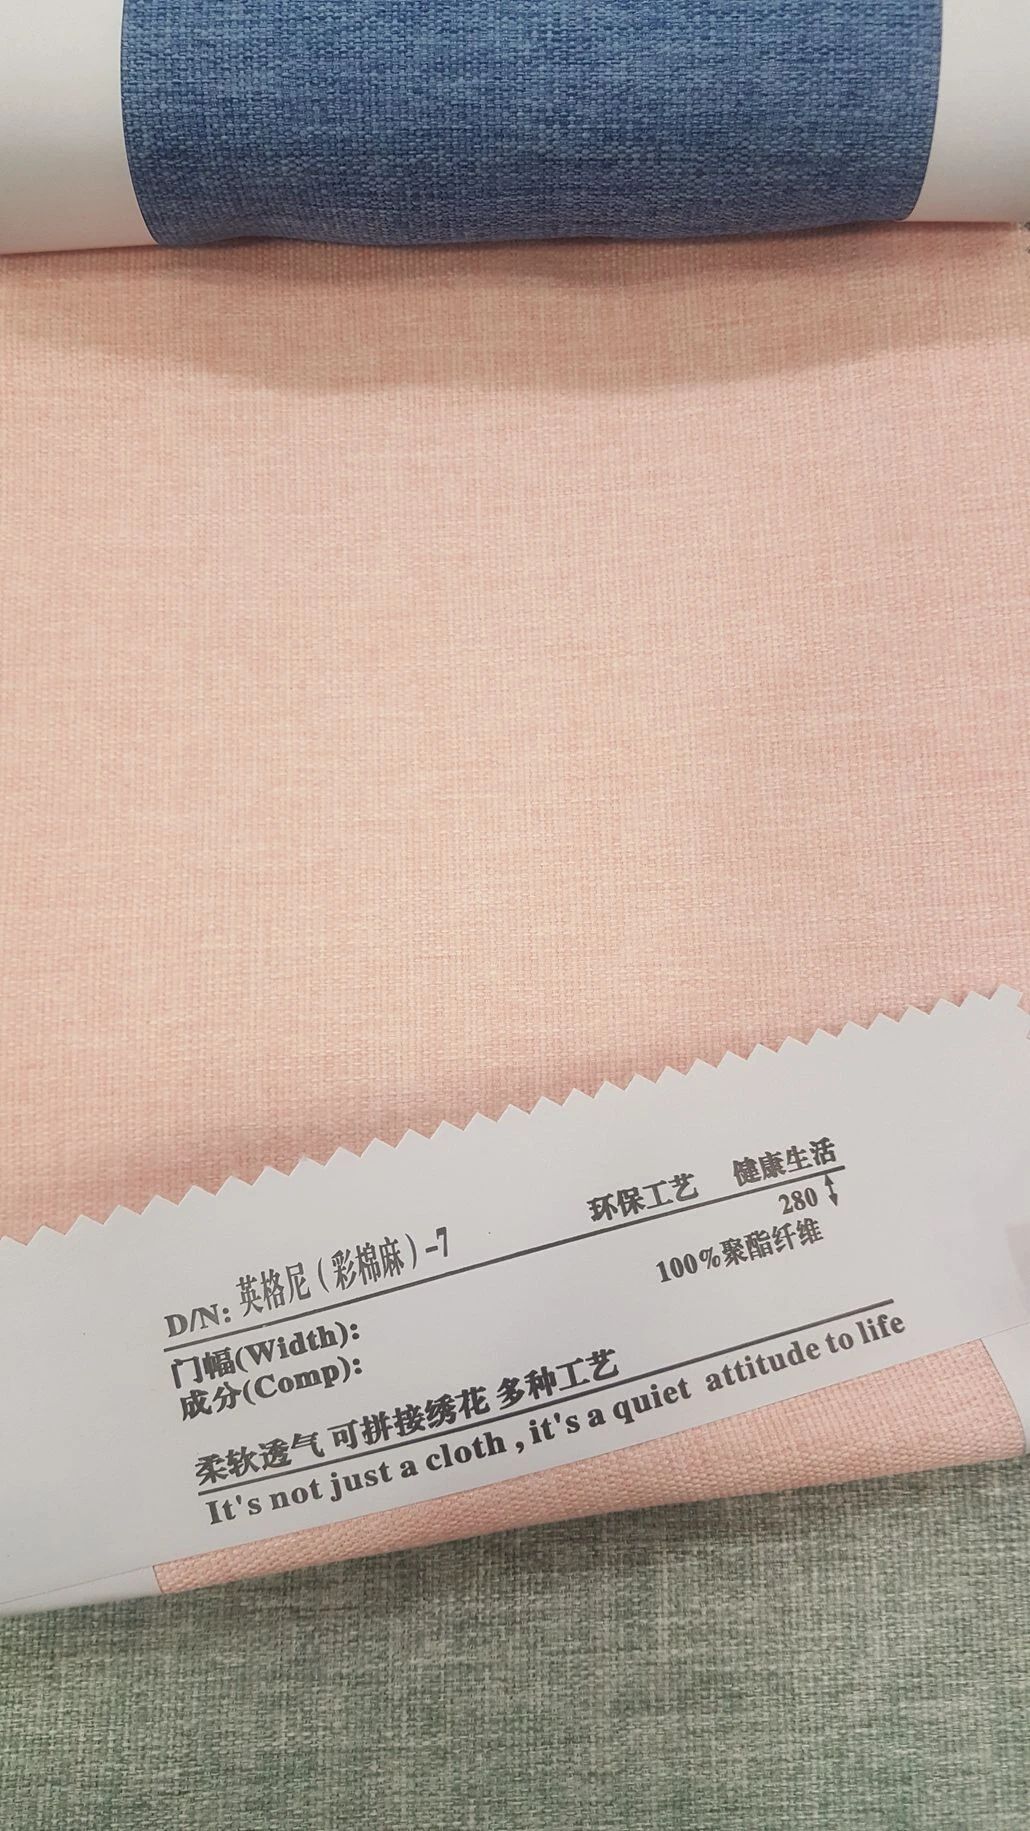 环保工艺 健康生活
D/N: 英格尼（彩棉麻）-7
门幅(Width): 280
成分(Comp): 100%聚酯纤维
柔软透气 可拼接绣花 多种工艺
It's not just a cloth , it's a quiet attitude to life